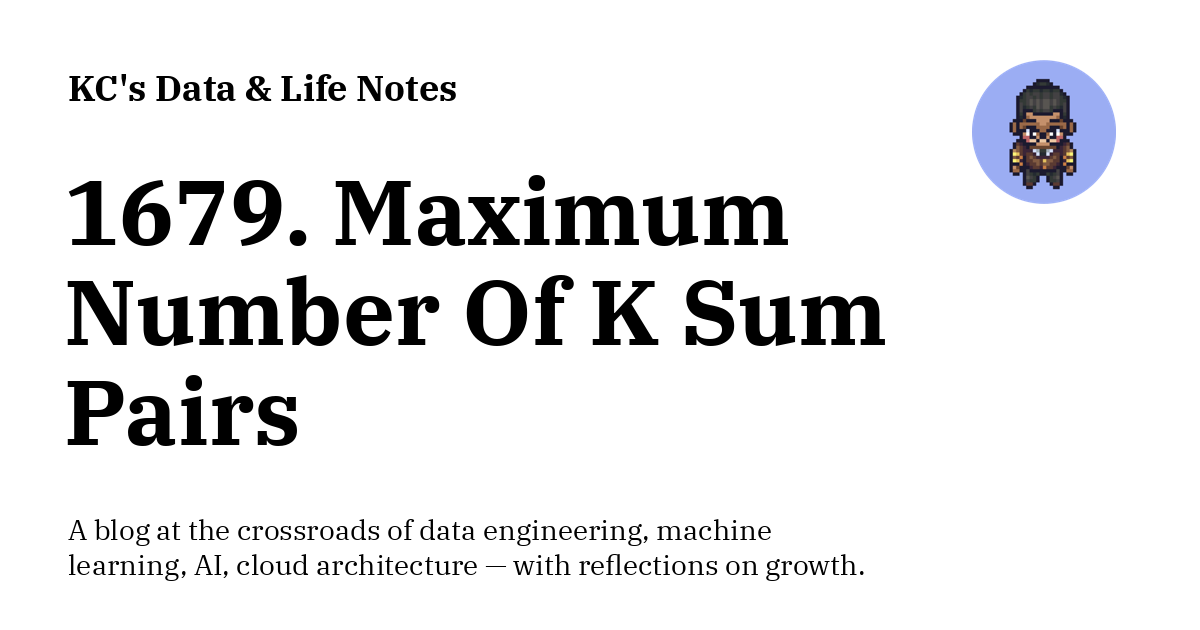 KC's Data & Life Notes
1679. Maximum
Number Of K Sum
Pairs
A blog at the crossroads of data engineering, machine
learning, AI, cloud architecture — with reflections on growth.